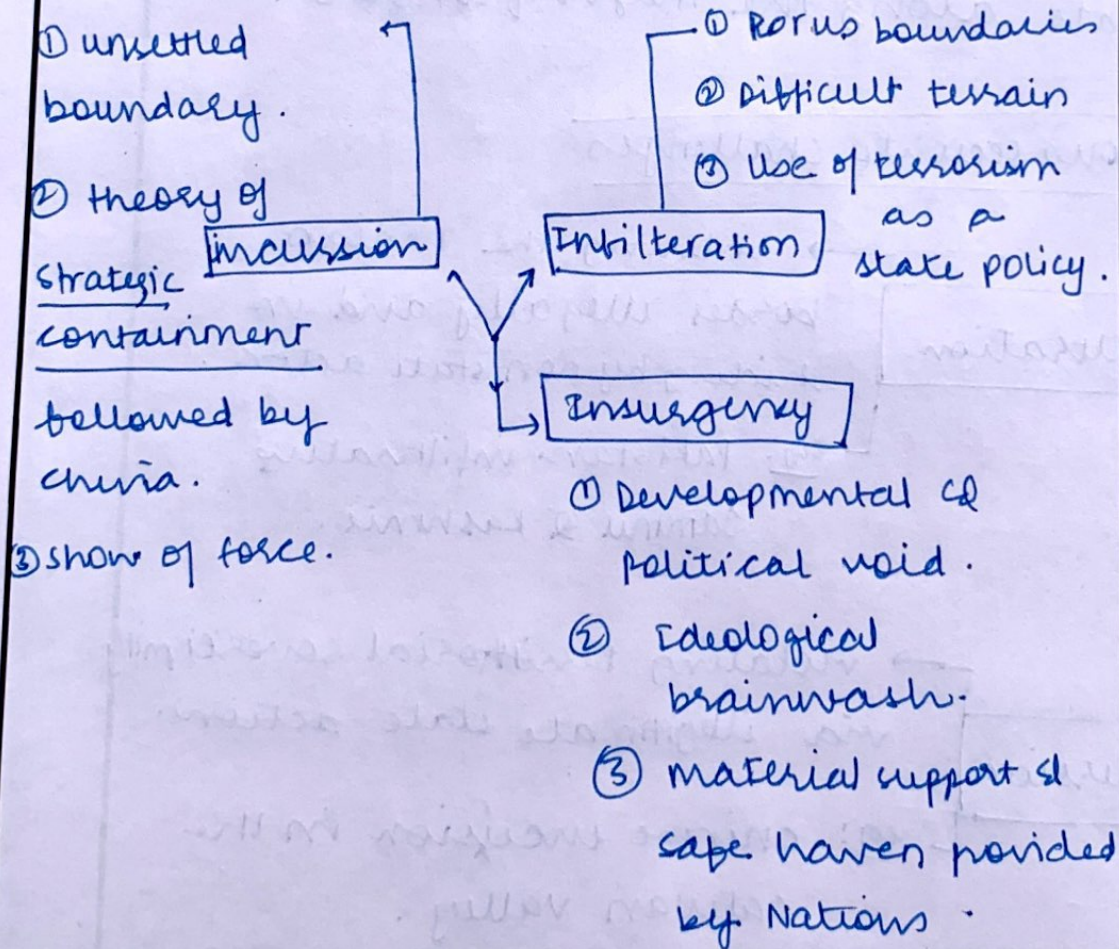 ① unsettled
boundary.
② theory of
incussion
strategic
containment
followed by
china.
③ show of force.
① Porus boundaries
② Difficult terrain
③ Use of terrorism
as a
state policy.
Infilteration
Insurgency
① Developmental &
Political void.
② Ideological
brainwash.
③ material support &
safe haven povided
by Nations.